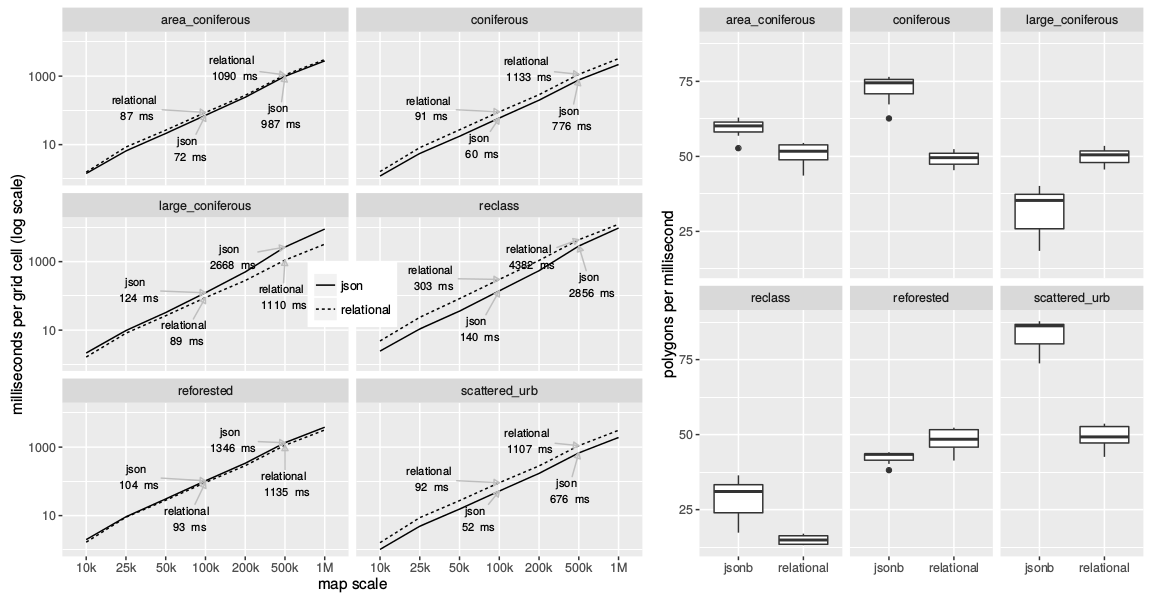 milliseconds per grid cell (log scale)
area_coniferous
coniferous
1000
10
relational
1090 ms
relational
87 ms
json
987 ms
json
72 ms
relational
1133 ms
relational
91 ms
json
776 ms
json
60 ms
large_coniferous
reclass
1000
10
json
2668 ms
json
124 ms
relational
1110 ms
relational
89 ms
relational
4382 ms
relational
303 ms
json
2856 ms
json
140 ms
json
relational
reforested
scattered_urb
1000
10
json
1346 ms
json
104 ms
relational
1135 ms
relational
93 ms
relational
1107 ms
relational
92 ms
json
676 ms
json
52 ms
10k 25k 50k 100k 200k 500k 1M
10k 25k 50k 100k 200k 500k 1M
map scale
polygons per millisecond
area_coniferous
coniferous
large_coniferous
75
50
25
reclass
reforested
scattered_urb
75
50
25
jsonb relational
jsonb relational
jsonb relational